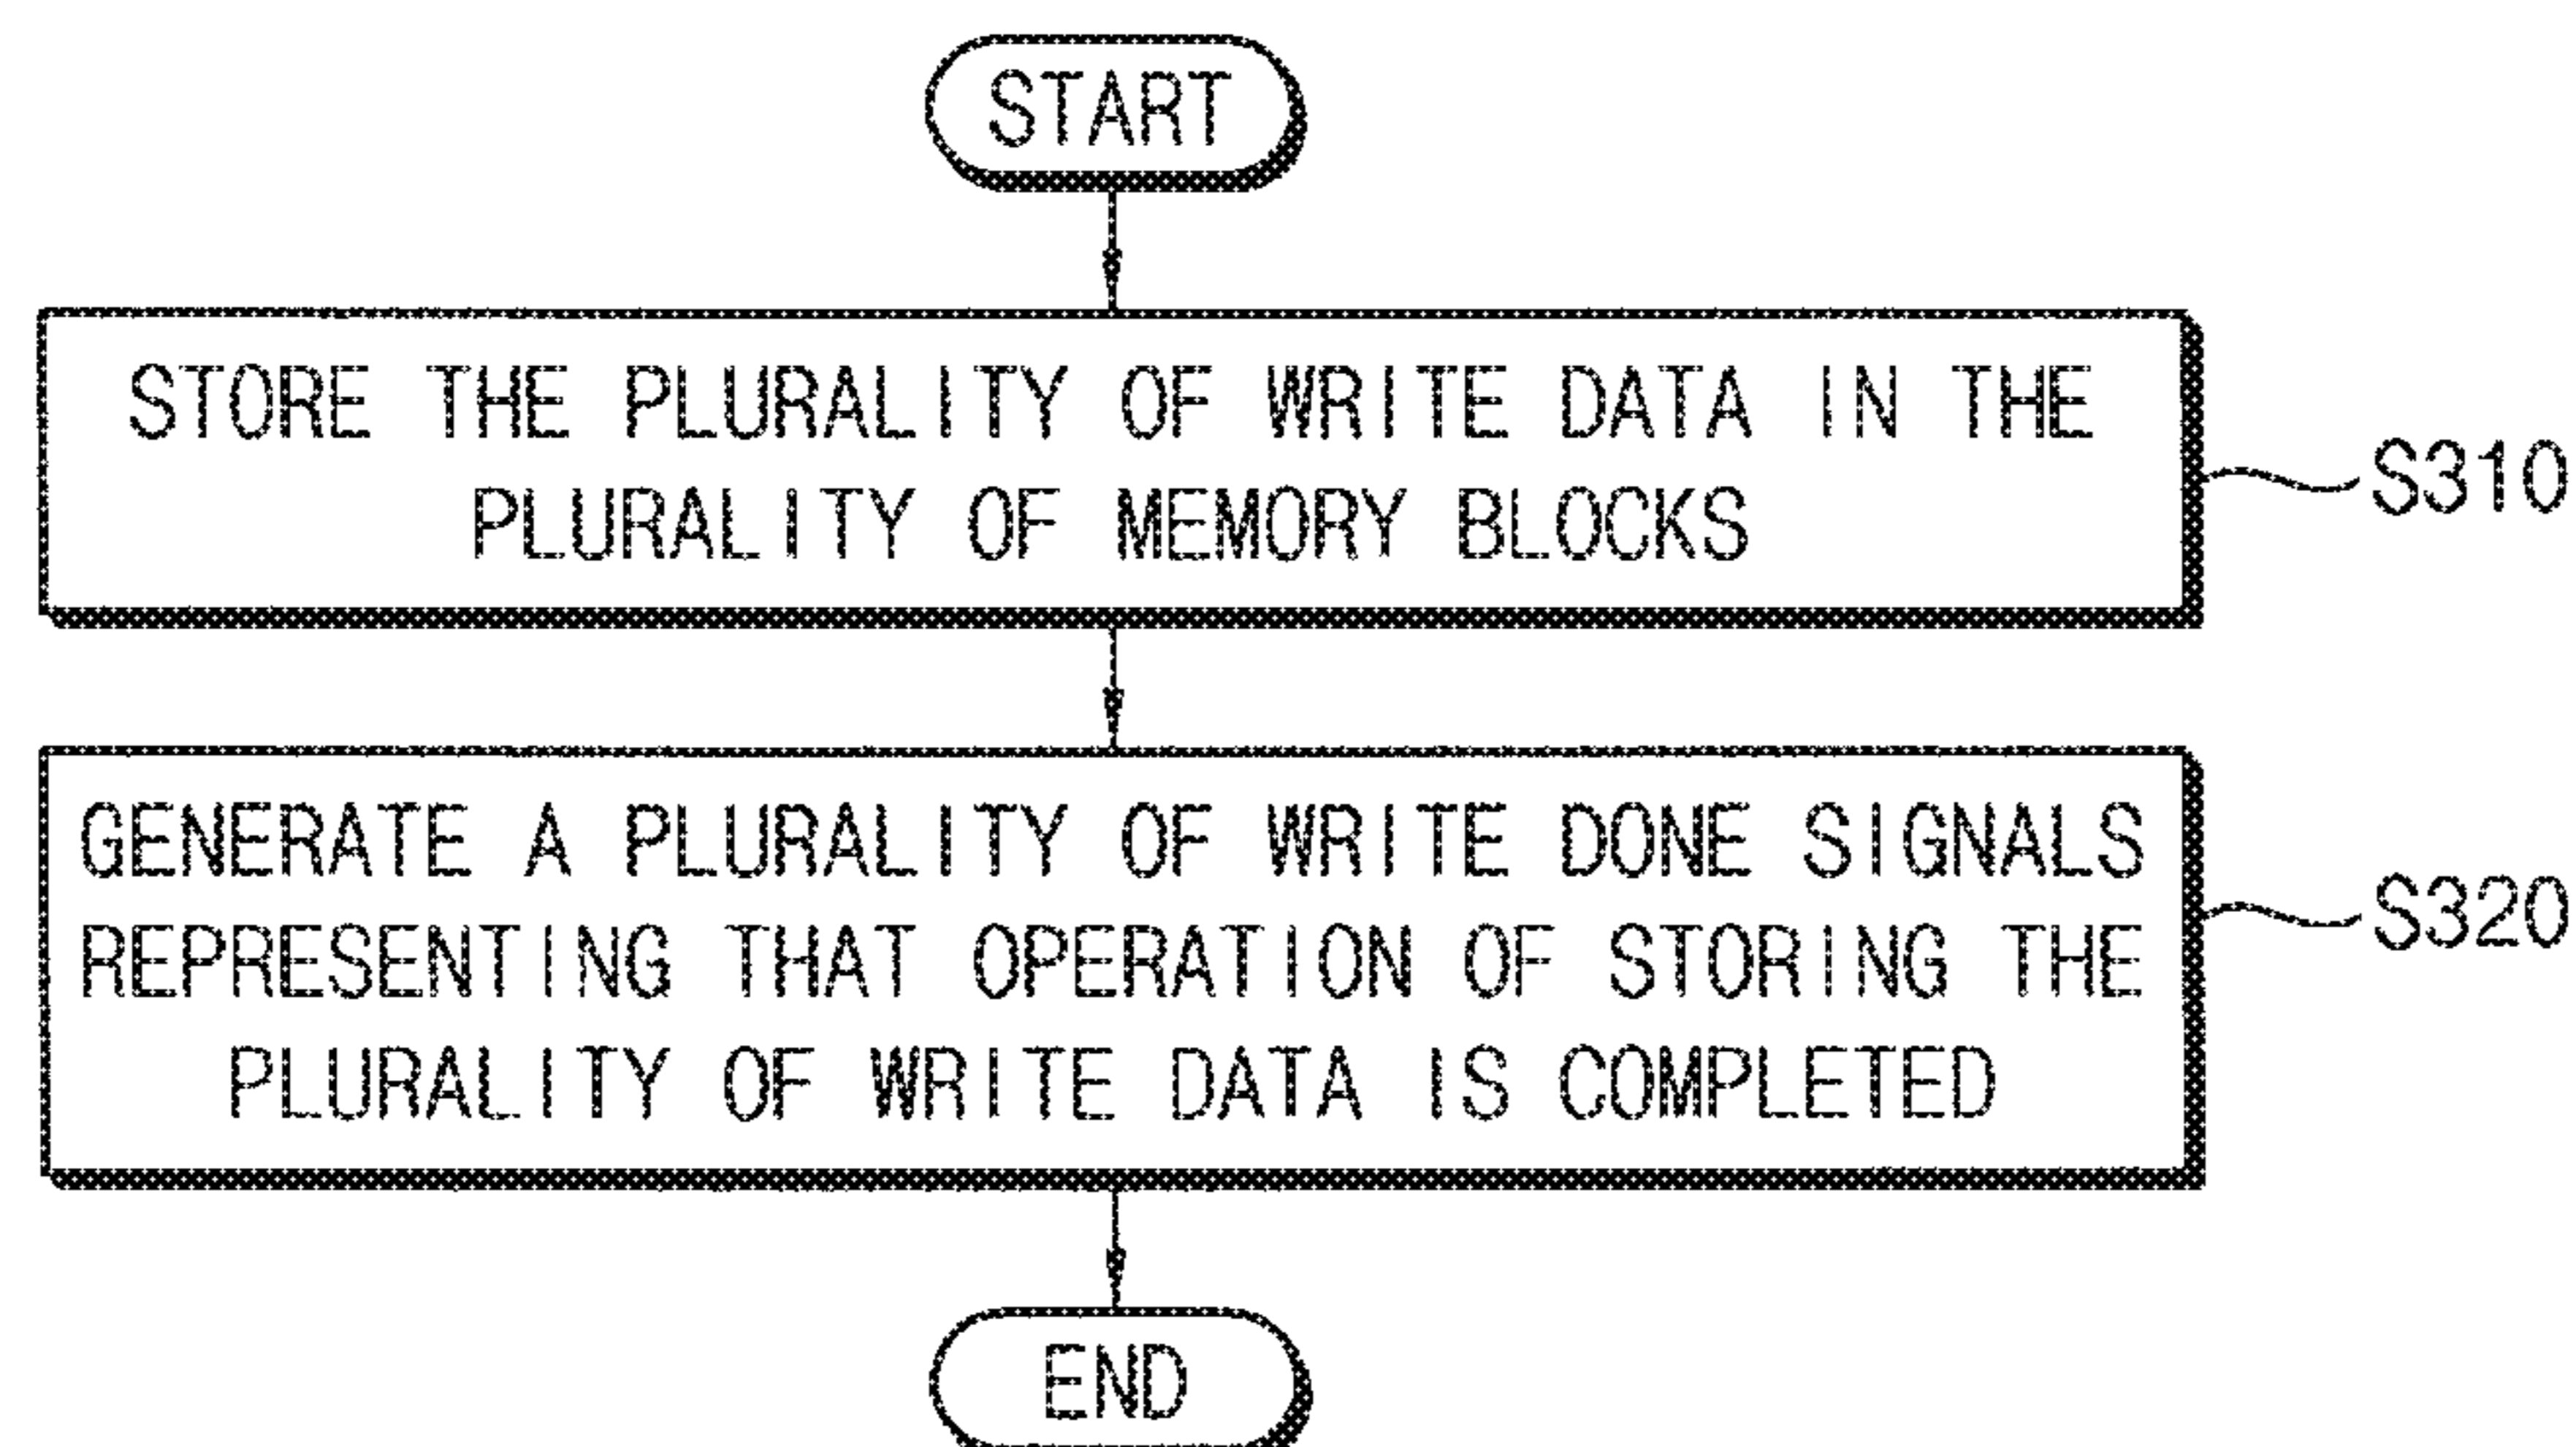 START
STORE THE PLURALITY OF WRITE DATA IN THE
PLURALITY OF MEMORY BLOCKS
S310
GENERATE A PLURALITY OF WRITE DONE SIGNALS
REPRESENTING THAT OPERATION OF STORING THE
PLURALITY OF WRITE DATA IS COMPLETED
S320
END